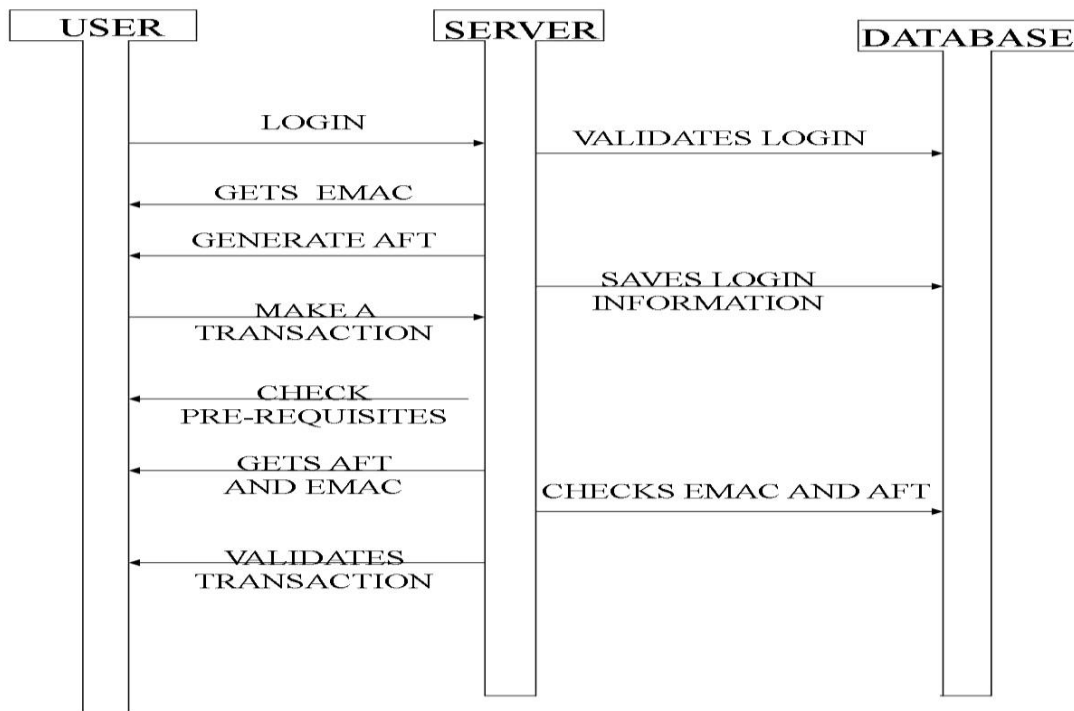 USER
SERVER
DATABASE
LOGIN
VALIDATES LOGIN
GETS EMAC
GENERATE AFT
SAVES LOGIN
INFORMATION
MAKE A
TRANSACTION
CHECK
PRE-REQUISITES
GETS AFT
AND EMAC
CHECKS EMAC AND AFT
VALIDATES
TRANSACTION